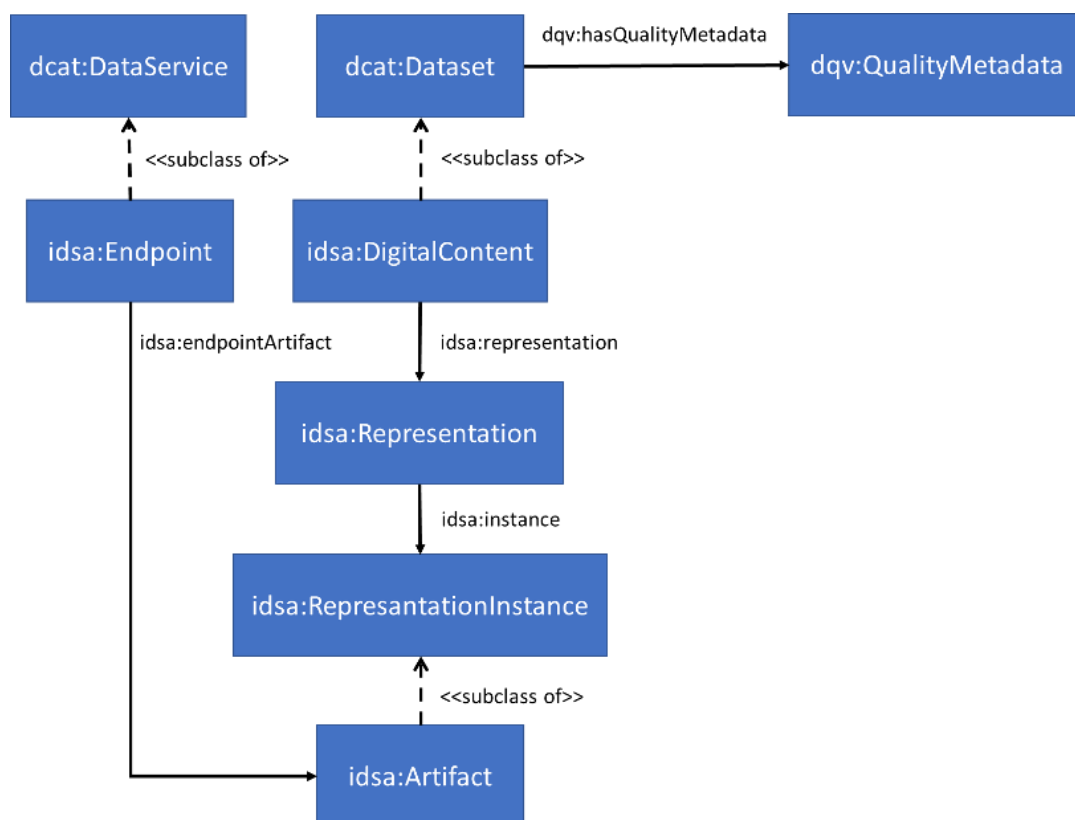 dqv:hasQualityMetadata
dcat:DataService
dcat:Dataset
dqv:QualityMetadata
<<subclass of>>
<<subclass of>>
idsa:Endpoint
idsa:DigitalContent
idsa:endpointArtifact
idsa:representation
idsa:Representation
idsa:instance
idsa:RepresantationInstance
<<subclass of>>
idsa:Artifact